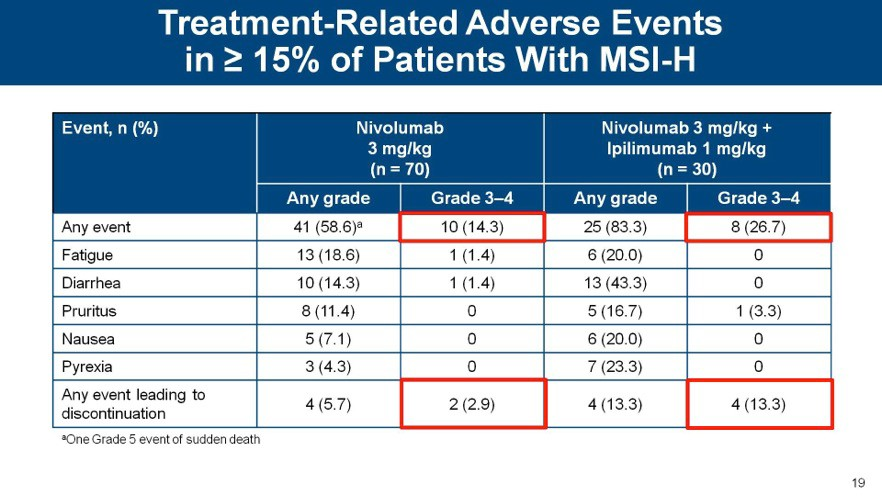 Treatment-Related Adverse Events
in ≥ 15% of Patients With MSI-H
Event, n (%)
Nivolumab
3 mg/kg
(n = 70)
Nivolumab 3 mg/kg +
Ipilimumab 1 mg/kg
(n = 30)
Any grade Grade 3–4 Any grade Grade 3–4
Any event 41 (58.6)ᵃ 10 (14.3) 25 (83.3) 8 (26.7)
Fatigue 13 (18.6) 1 (1.4) 6 (20.0) 0
Diarrhea 10 (14.3) 1 (1.4) 13 (43.3) 0
Pruritus 8 (11.4) 0 5 (16.7) 1 (3.3)
Nausea 5 (7.1) 0 6 (20.0) 0
Pyrexia 3 (4.3) 0 7 (23.3) 0
Any event leading to
discontinuation 4 (5.7) 2 (2.9) 4 (13.3) 4 (13.3)
ᵃOne Grade 5 event of sudden death
19